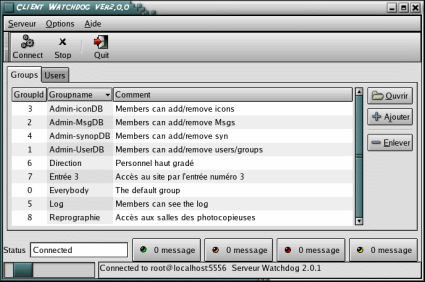 Client Watchdog ver2.0.0
Serveur Options Aide
Connect Stop Quit
Groups Users
GroupId Groupname Comment
3 Admin-iconDB Members can add/remove icons
2 Admin-MsgDB Members can add/remove Msgs
4 Admin-synopDB Members can add/remove syn
1 Admin-UserDB Members can add/remove users/groups
6 Direction Personnel haut gradé
7 Entrée 3 Accès au site par l'entrée numéro 3
0 Everybody The default group
5 Log Members can see the log
8 Reprographie Accès aux salles des photocopieuses
Ouvrir
Ajouter
Enlever
Status Connected 0 message 0 message 0 message 0 message
Connected to root@localhost:5556 Serveur Watchdog 2.0.1